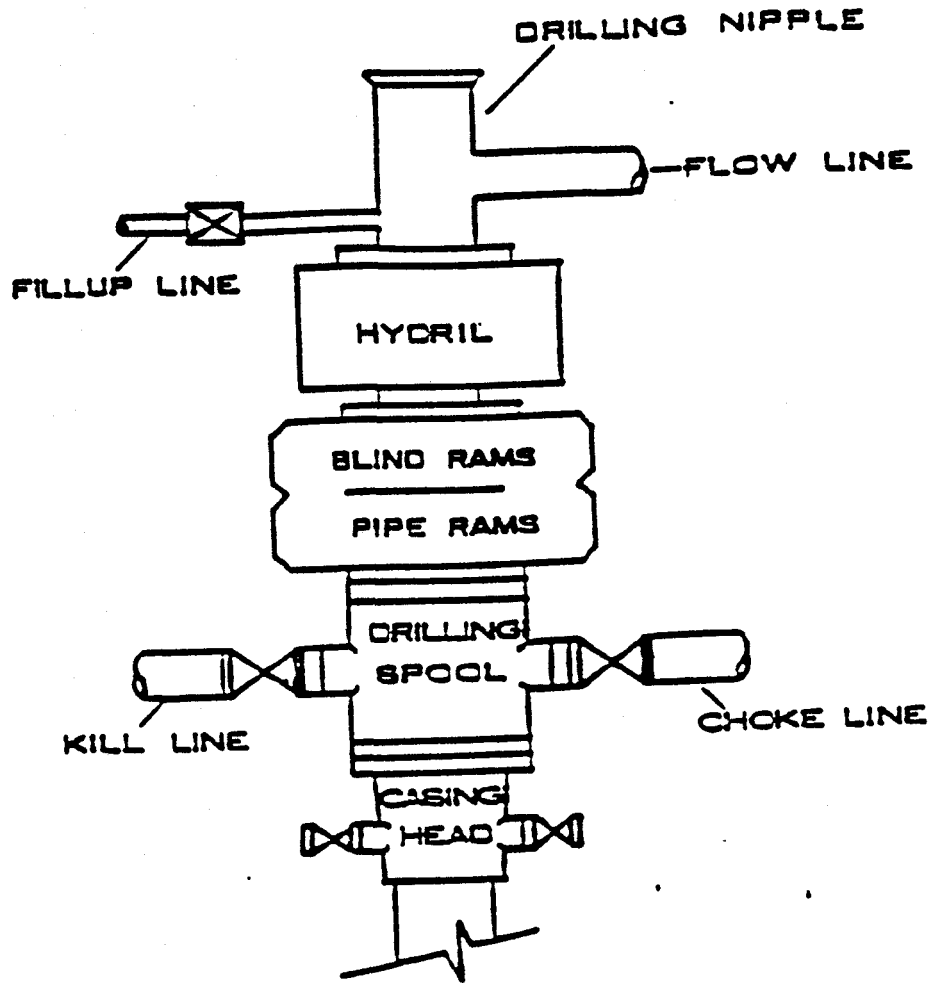 DRILLING NIPPLE
FLOW LINE
FILLUP LINE
HYDRIL
BLIND RAMS
PIPE RAMS
DRILLING
SPOOL
KILL LINE
CHOKE LINE
CASING
HEAD